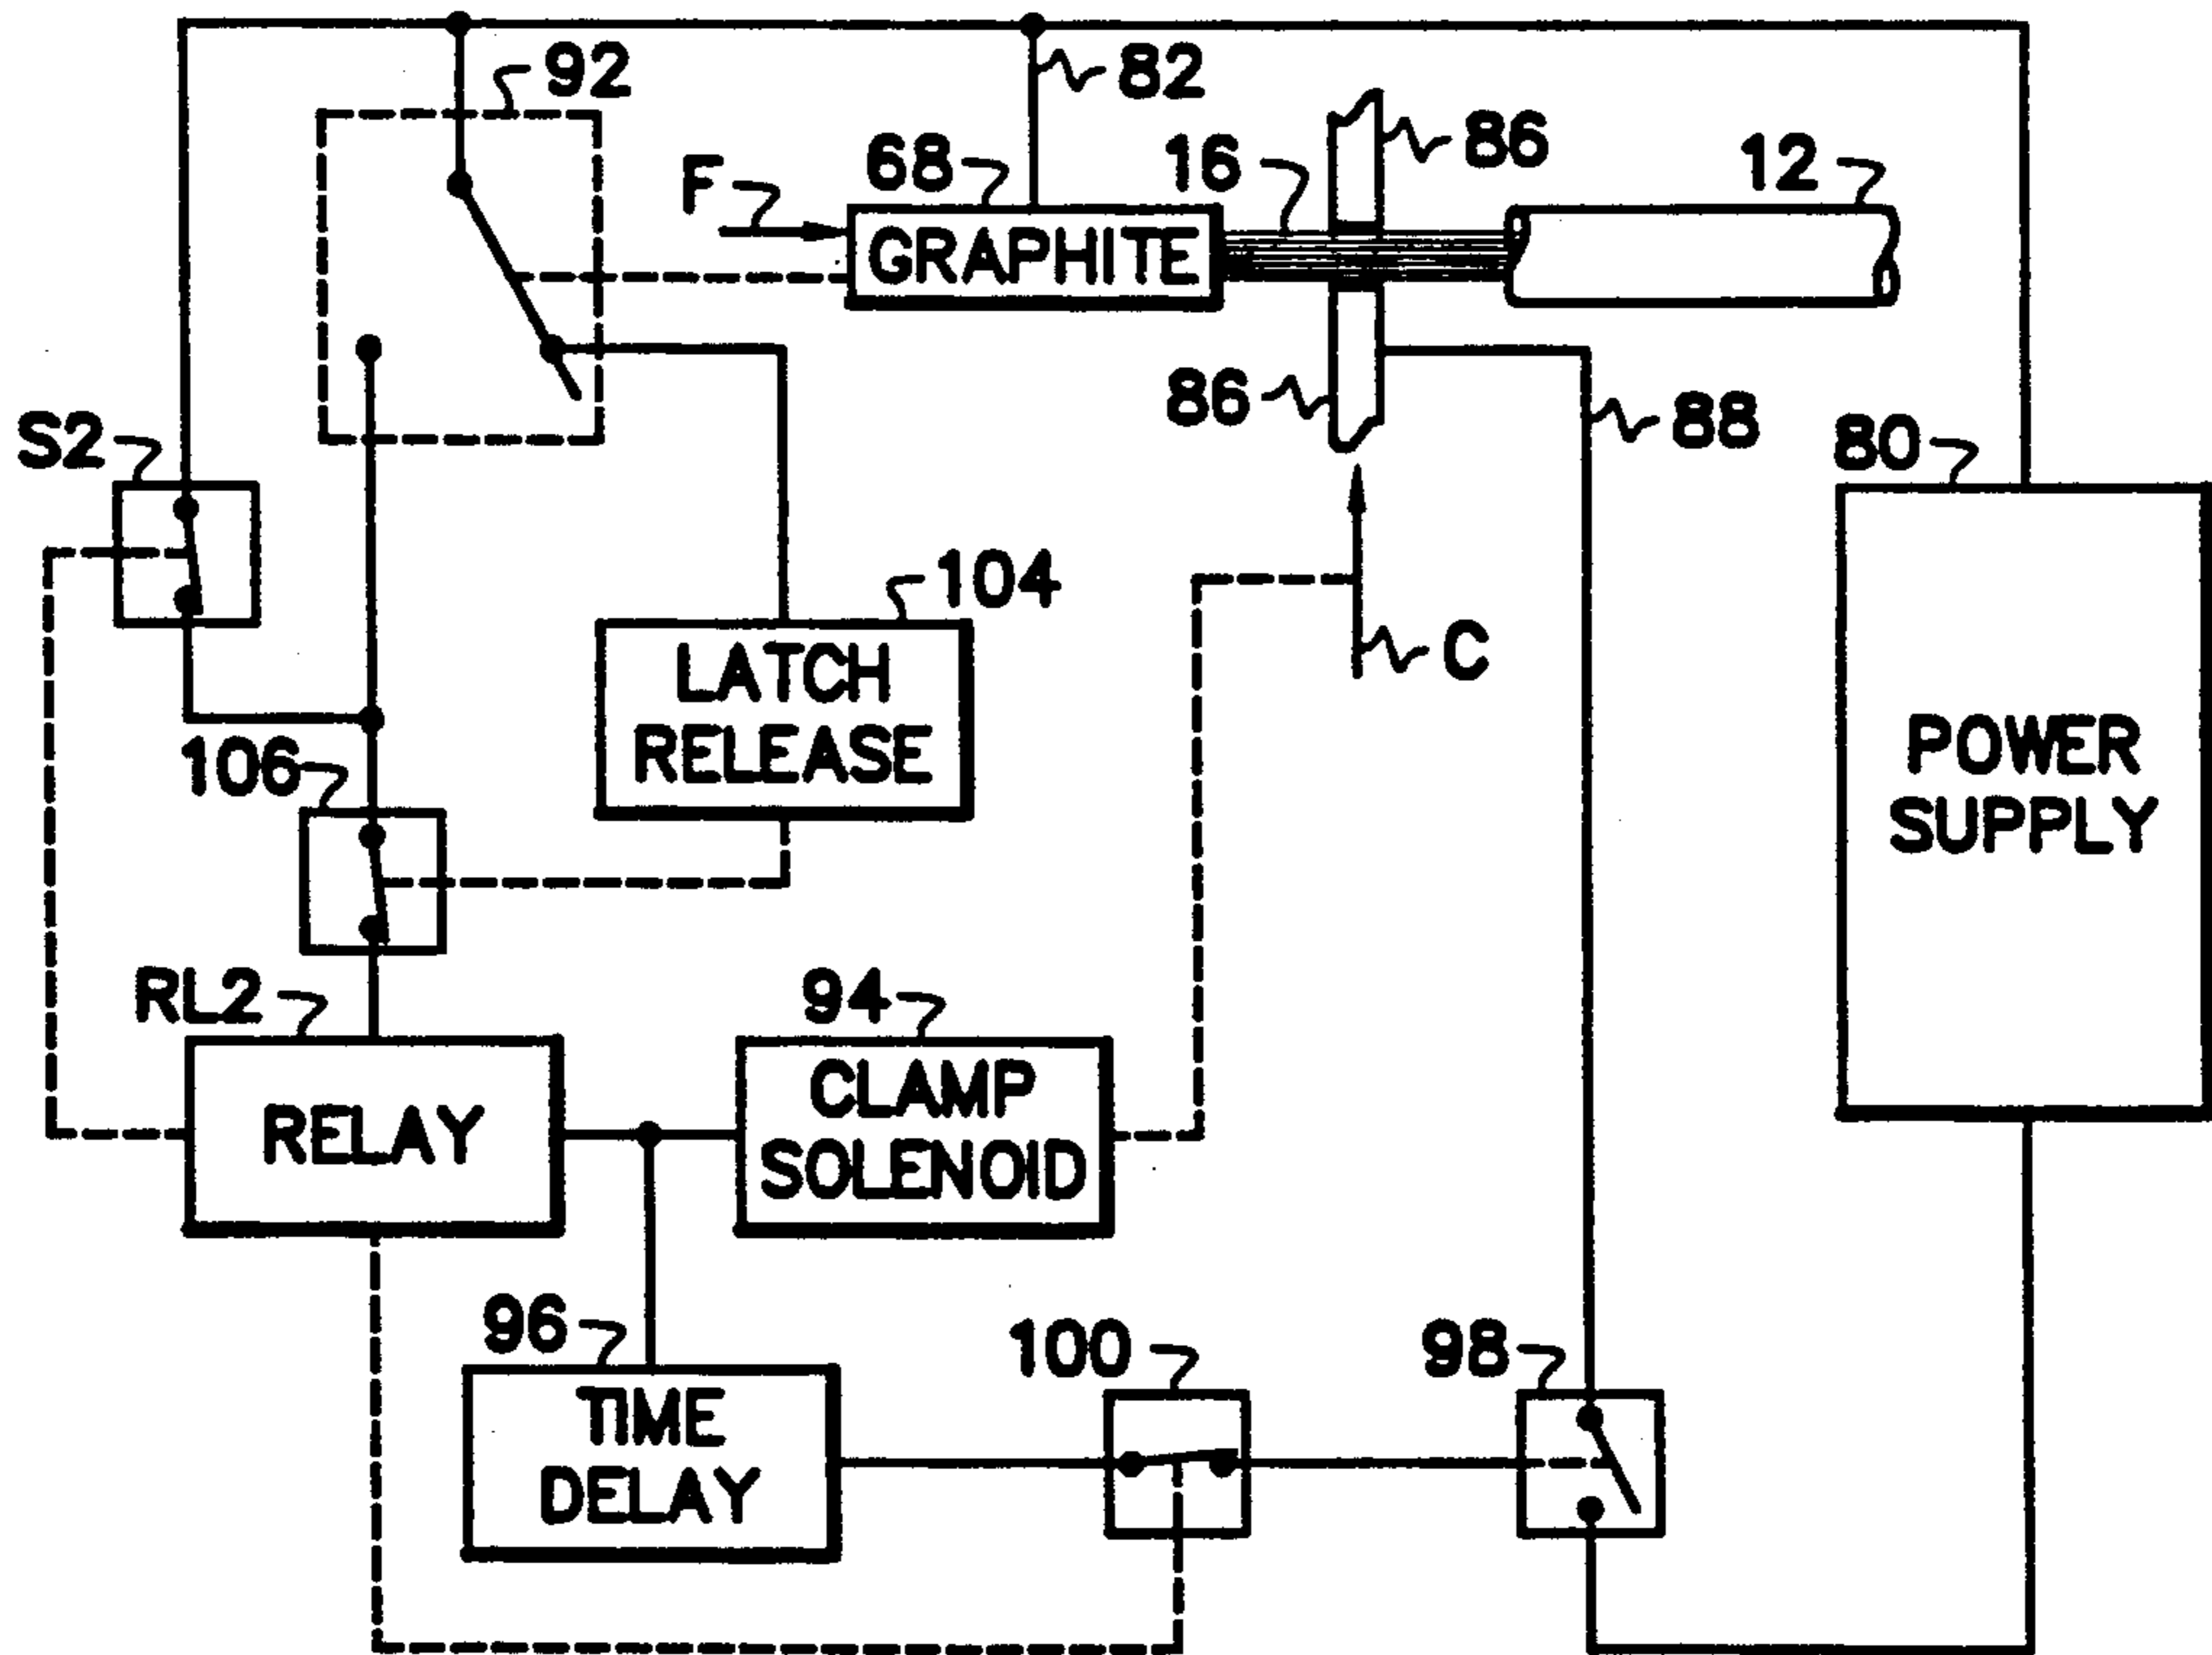 92
82
86
F
68
16
12
GRAPHITE
86
88
S2
80
104
C
LATCH
RELEASE
POWER
SUPPLY
106
RL2
94
CLAMP
SOLENOID
RELAY
96
100
98
TIME
DELAY